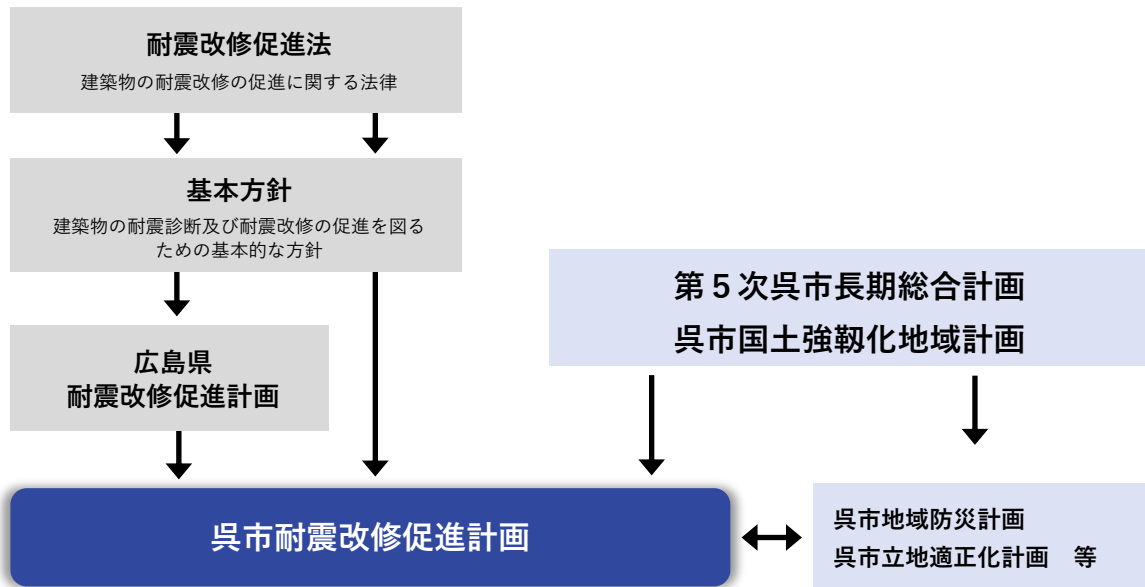 耐震改修促進法
建築物の耐震改修の促進に関する法律
基本方針
建築物の耐震診断及び耐震改修の促進を図る
ための基本的な方針
広島県
耐震改修促進計画
第５次呉市長期総合計画
呉市国土強靱化地域計画
呉市耐震改修促進計画
呉市地域防災計画
呉市立地適正化計画　等